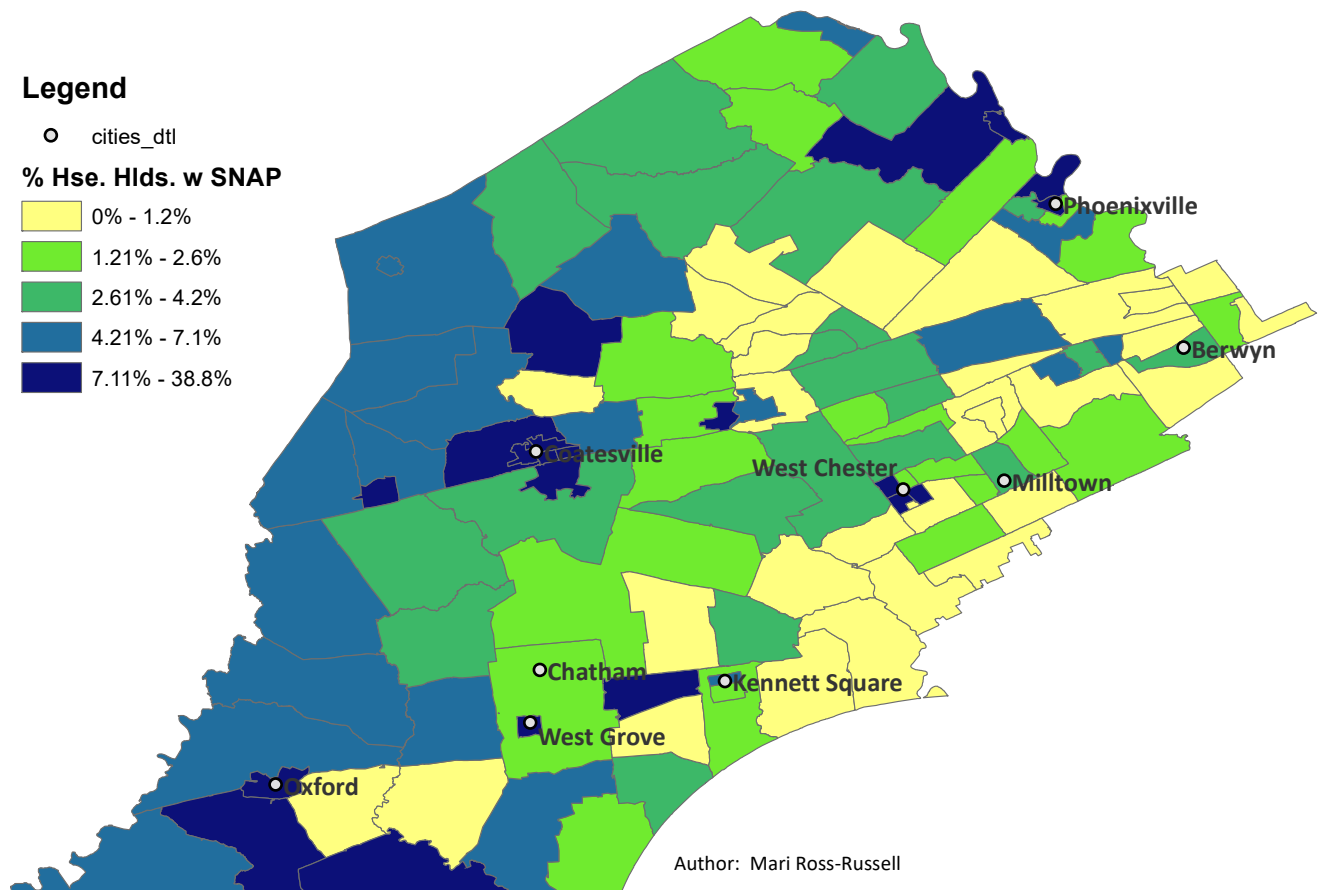 Legend
cities_dtl
% Hse. Hlds. w SNAP
0% - 1.2%
1.21% - 2.6%
2.61% - 4.2%
4.21% - 7.1%
7.11% - 38.8%
Phoenixville
Berwyn
Coatesville
West Chester
Milltown
Chatham
Kennett Square
West Grove
Oxford
Author:  Mari Ross-Russell